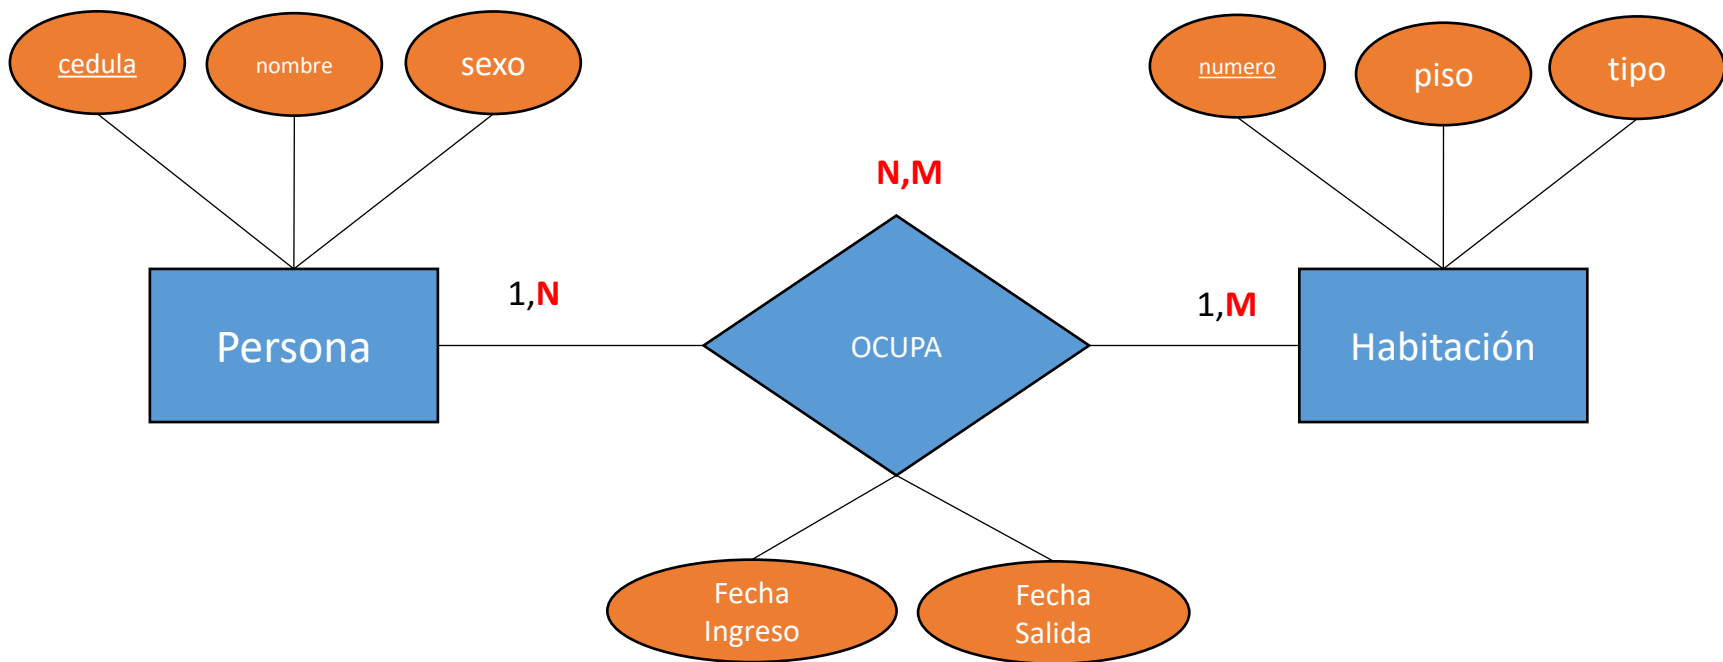 cedula
nombre
sexo
numero
piso
tipo
N,M
1,N
1,M
Persona
OCUPA
Habitación
Fecha
Ingreso
Fecha
Salida